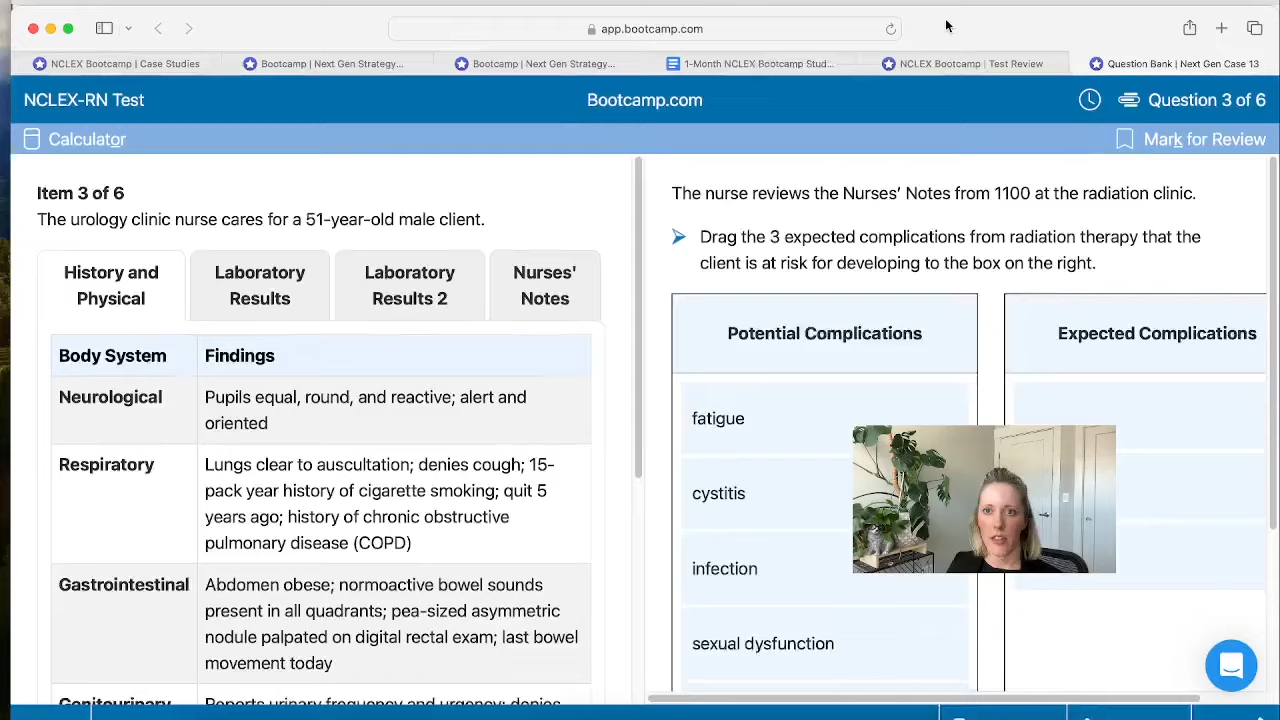 app.bootcamp.com
NCLEX Bootcamp | Case Studies
Bootcamp | Next Gen Strategy...
Bootcamp | Next Gen Strategy...
1-Month NCLEX Bootcamp Stud...
NCLEX Bootcamp | Test Review
Question Bank | Next Gen Case 13
NCLEX-RN Test
Bootcamp.com
Question 3 of 6
Calculator
Mark for Review
Item 3 of 6
The urology clinic nurse cares for a 51-year-old male client.
History and
Physical
Laboratory
Results
Laboratory
Results 2
Nurses'
Notes
Body System
Findings
Neurological
Pupils equal, round, and reactive; alert and
oriented
Respiratory
Lungs clear to auscultation; denies cough; 15-
pack year history of cigarette smoking; quit 5
years ago; history of chronic obstructive
pulmonary disease (COPD)
Gastrointestinal
Abdomen obese; normoactive bowel sounds
present in all quadrants; pea-sized asymmetric
nodule palpated on digital rectal exam; last bowel
movement today
Genitourinary
Reports urinary frequency and urgency; denies
The nurse reviews the Nurses' Notes from 1100 at the radiation clinic.
Drag the 3 expected complications from radiation therapy that the
client is at risk for developing to the box on the right.
Potential Complications
Expected Complications
fatigue
cystitis
infection
sexual dysfunction